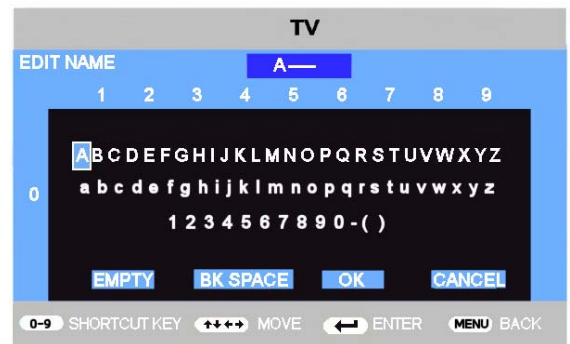 TV
EDIT NAME A—
1 2 3 4 5 6 7 8 9
ABCDEFGHIJKLMNOPQRSTUVWXYZ
0 abcdefghijklmnopqrstuvwxyz
1234567890-()
EMPTY BK SPACE OK CANCEL
0-9 SHORTCUT KEY MOVE ENTER MENU BACK